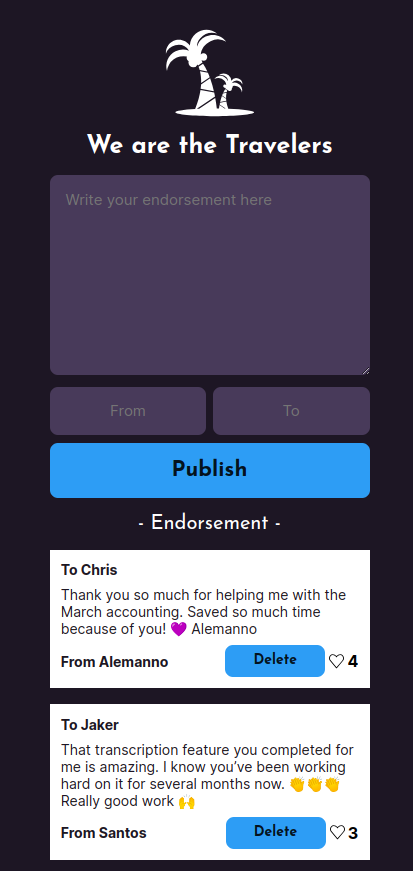 We are the Travelers
Write your endorsement here
From To
Publish
- Endorsement -
To Chris
Thank you so much for helping me with the
March accounting. Saved so much time
because of you! 💜 Alemanno
From Alemanno Delete ♡ 4
To Jaker
That transcription feature you completed for
me is amazing. I know you’ve been working
hard on it for several months now. 👏👏👏
Really good work 🙌
From Santos Delete ♡ 3